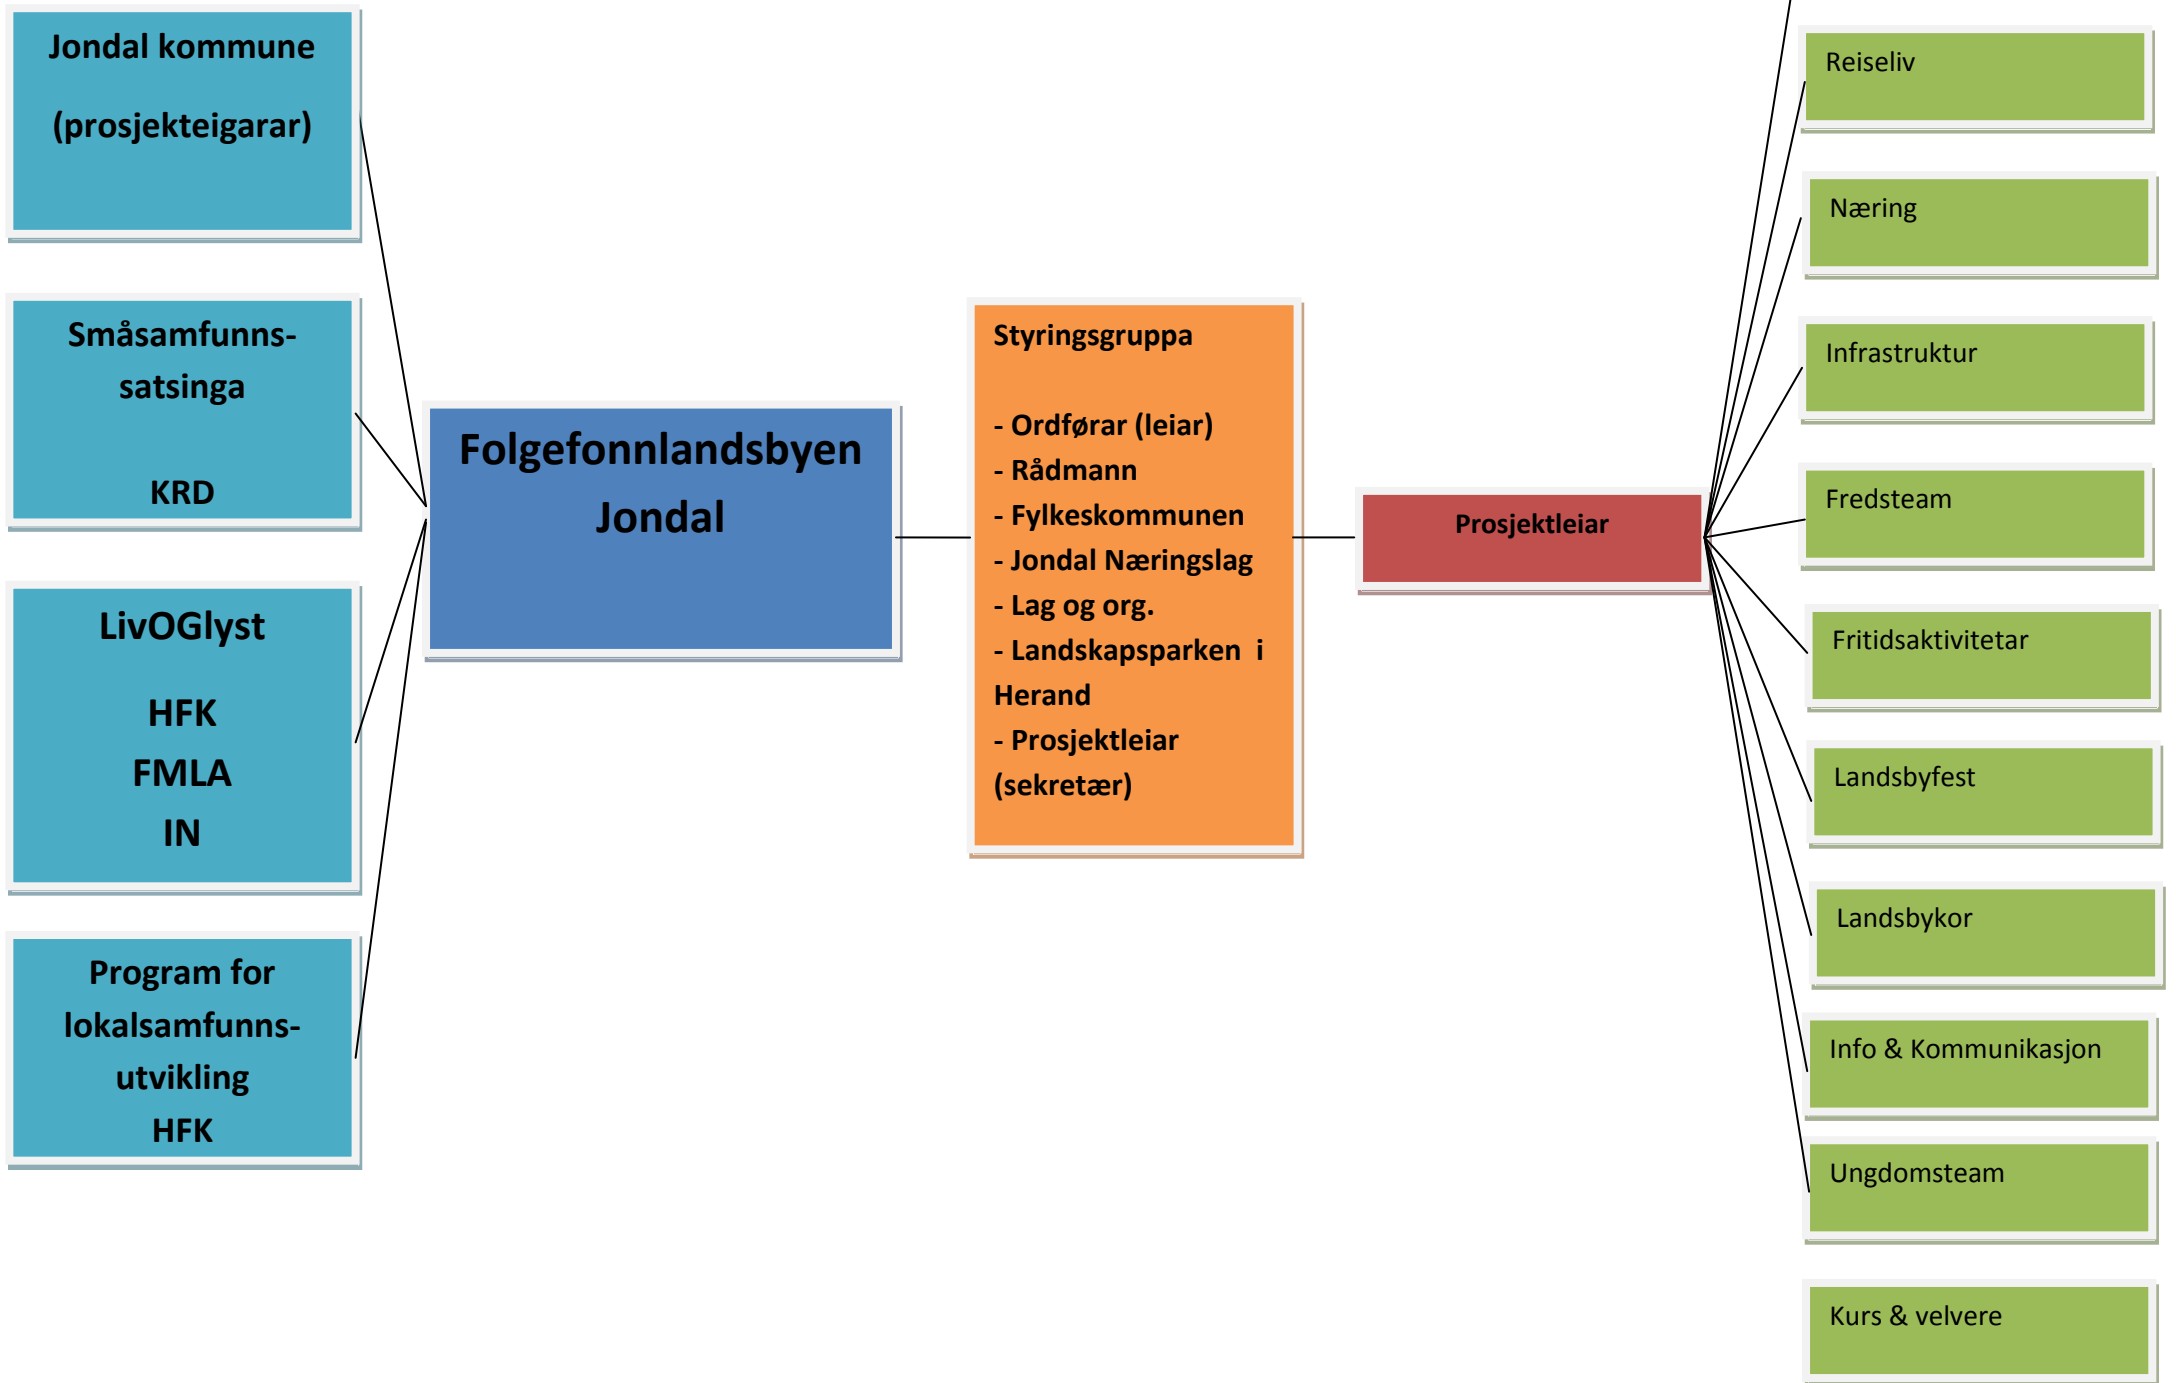 Jondal kommune
(prosjekteigarar)
Småsamfunns-
satsinga
KRD
LivOGlyst
HFK
FMLA
IN
Program for
lokalsamfunns-
utvikling
HFK
Folgefonnlandsbyen
Jondal
Styringsgruppa
- Ordførar (leiar)
- Rådmann
- Fylkeskommunen
- Jondal Næringslag
- Lag og org.
- Landskapsparken i
Herand
- Prosjektleiar
(sekretær)
Prosjektleiar
Reiseliv
Næring
Infrastruktur
Fredsteam
Fritidsaktivitetar
Landsbyfest
Landsbykor
Info & Kommunikasjon
Ungdomsteam
Kurs & velvere